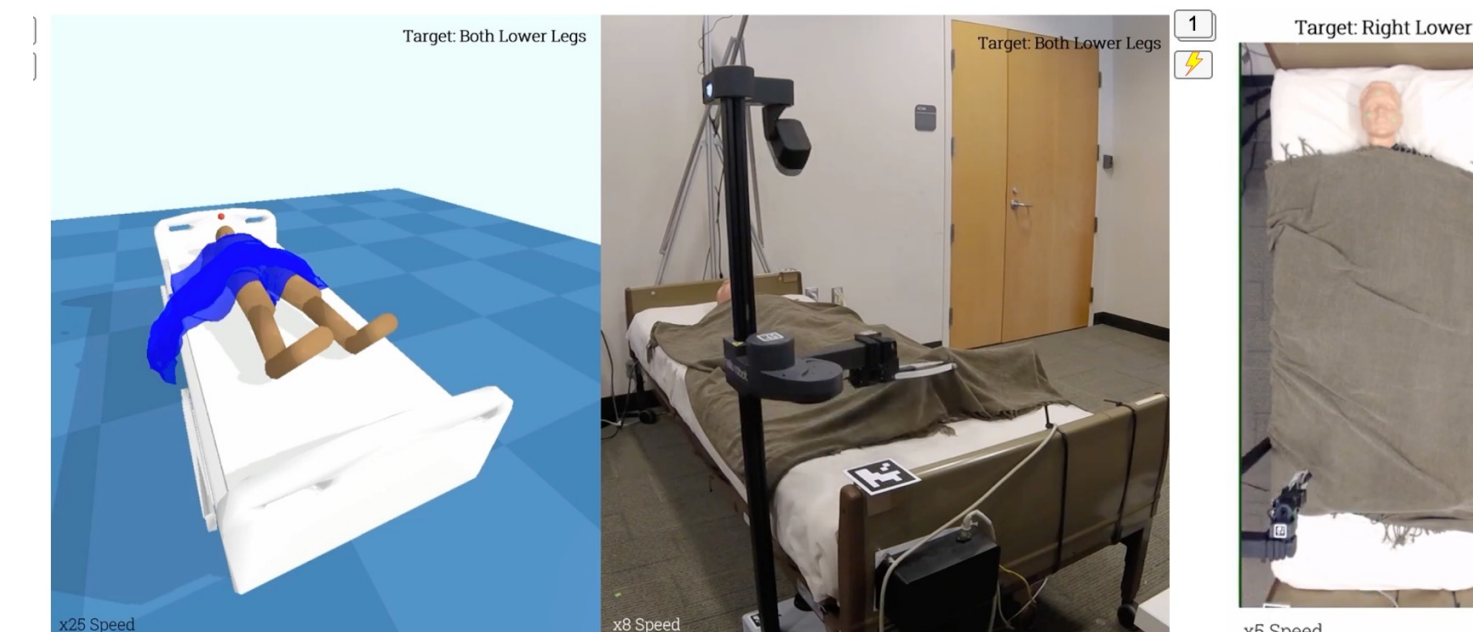 Target: Both Lower Legs
Target: Both Lower Legs
1
Target: Right Lower
x25 Speed
x8 Speed
x5 Speed